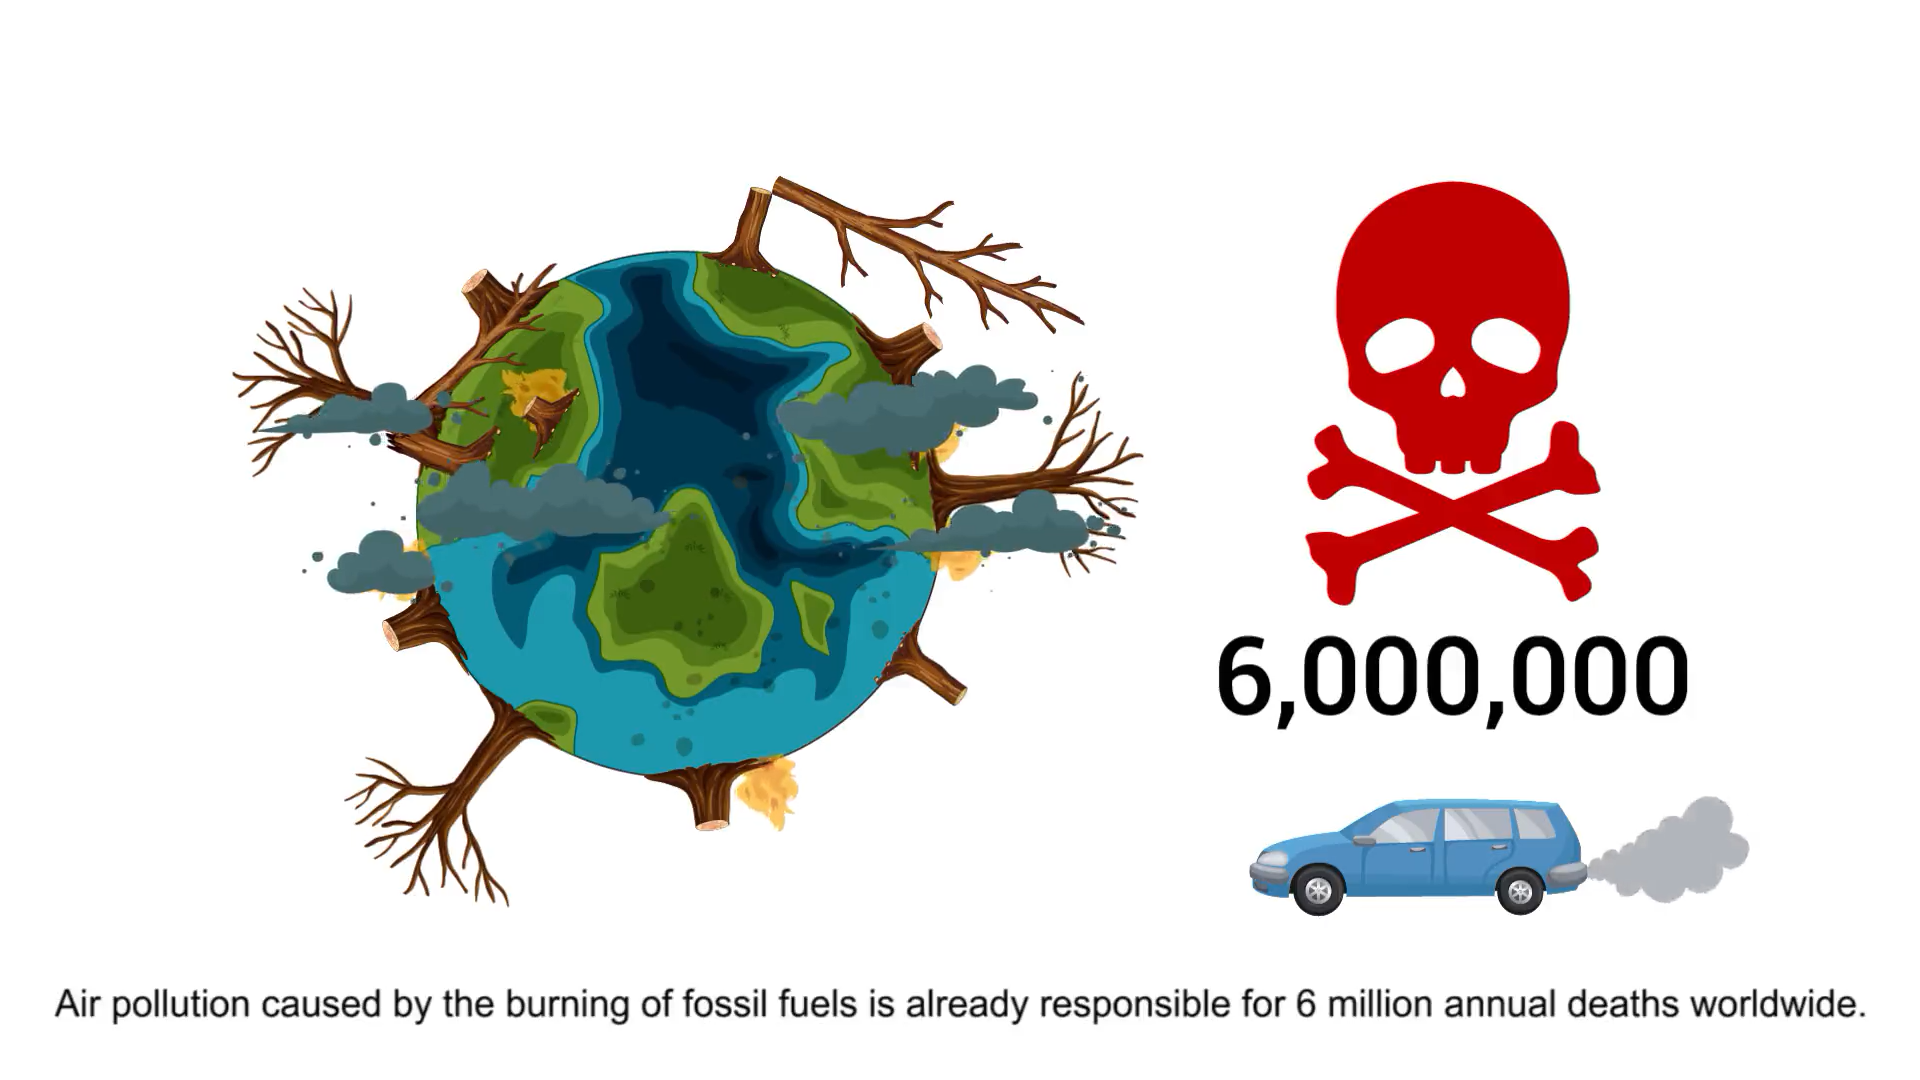 6,000,000
Air pollution caused by the burning of fossil fuels is already responsible for 6 million annual deaths worldwide.